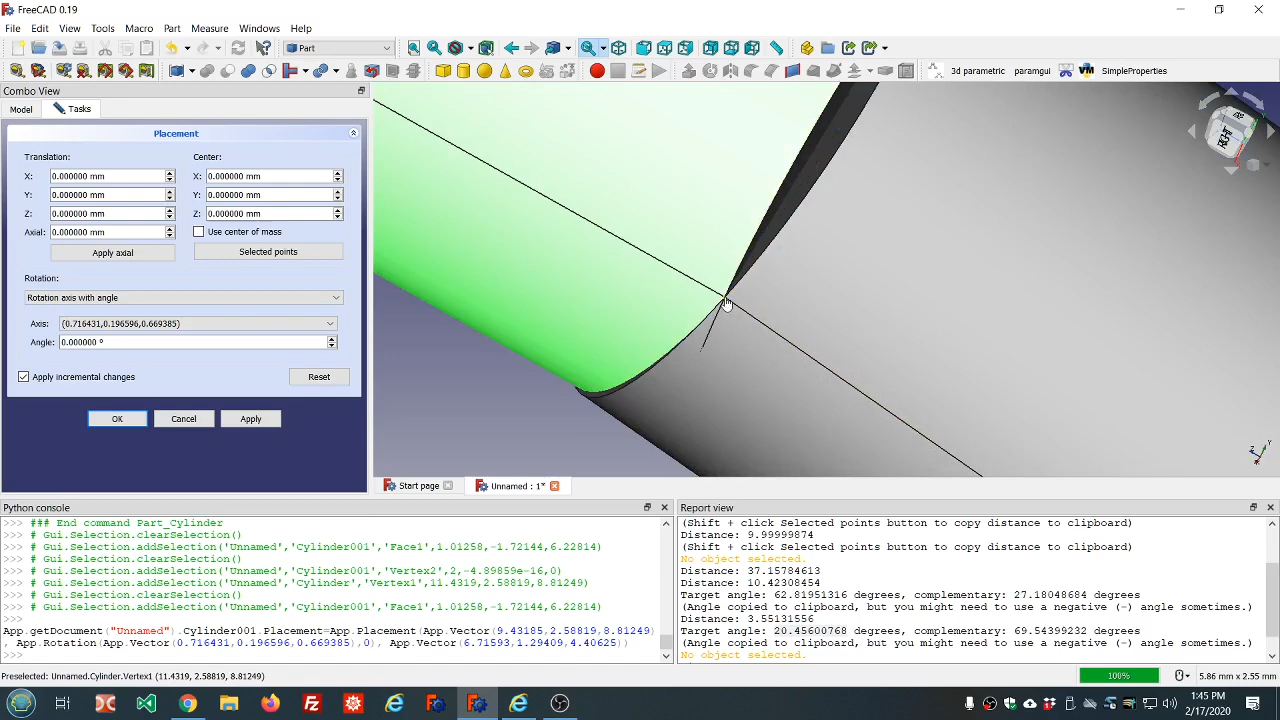 FreeCAD 0.19
File Edit View Tools Macro Part Measure Windows Help
Part
3d parametric paramgui VM SimpleProperties
Combo View
Model Tasks
Placement
Translation: Center:
X: 0.000000 mm X: 0.000000 mm
Y: 0.000000 mm Y: 0.000000 mm
Z: 0.000000 mm Z: 0.000000 mm
Axial: 0.000000 mm Use center of mass
Apply axial Selected points
Rotation:
Rotation axis with angle
Axis: (0.716431,0.196596,0.669385)
Angle: 0.000000 °
Apply incremental changes Reset
OK Cancel Apply
RIGHT
Start page Unnamed : 1*
Python console
>>> ### End command Part_Cylinder
>>> # Gui.Selection.clearSelection()
>>> # Gui.Selection.addSelection('Unnamed','Cylinder001','Face1',1.01258,-1.72144,6.22814)
>>> # Gui.Selection.clearSelection()
>>> # Gui.Selection.addSelection('Unnamed','Cylinder001','Vertex2',2,-4.89859e-16,0)
>>> # Gui.Selection.addSelection('Unnamed','Cylinder','Vertex1',11.4319,2.58819,8.81249)
>>> # Gui.Selection.clearSelection()
>>> # Gui.Selection.addSelection('Unnamed','Cylinder001','Face1',1.01258,-1.72144,6.22814)
>>>
App.getDocument("Unnamed").Cylinder001.Placement=App.Placement(App.Vector(9.43185,2.58819,8.81249)
, App.Rotation(App.Vector(0.716431,0.196596,0.669385),0), App.Vector(6.71593,1.29409,4.40625))
>>>
Report view
(Shift + click Selected points button to copy distance to clipboard)
Distance: 9.99999874
(Shift + click Selected points button to copy distance to clipboard)
No object selected.
Distance: 37.15784613
Distance: 10.42308454
Target angle: 62.81951316 degrees, complementary: 27.18048684 degrees
(Angle copied to clipboard, but you might need to use a negative (-) angle sometimes.)
Distance: 3.55131556
Target angle: 20.45600768 degrees, complementary: 69.54399232 degrees
(Angle copied to clipboard, but you might need to use a negative (-) angle sometimes.)
No object selected.
Preselected: Unnamed.Cylinder.Vertex1 (11.4319, 2.58819, 8.81249)
100%
5.86 mm x 2.55 mm
1:45 PM
2/17/2020